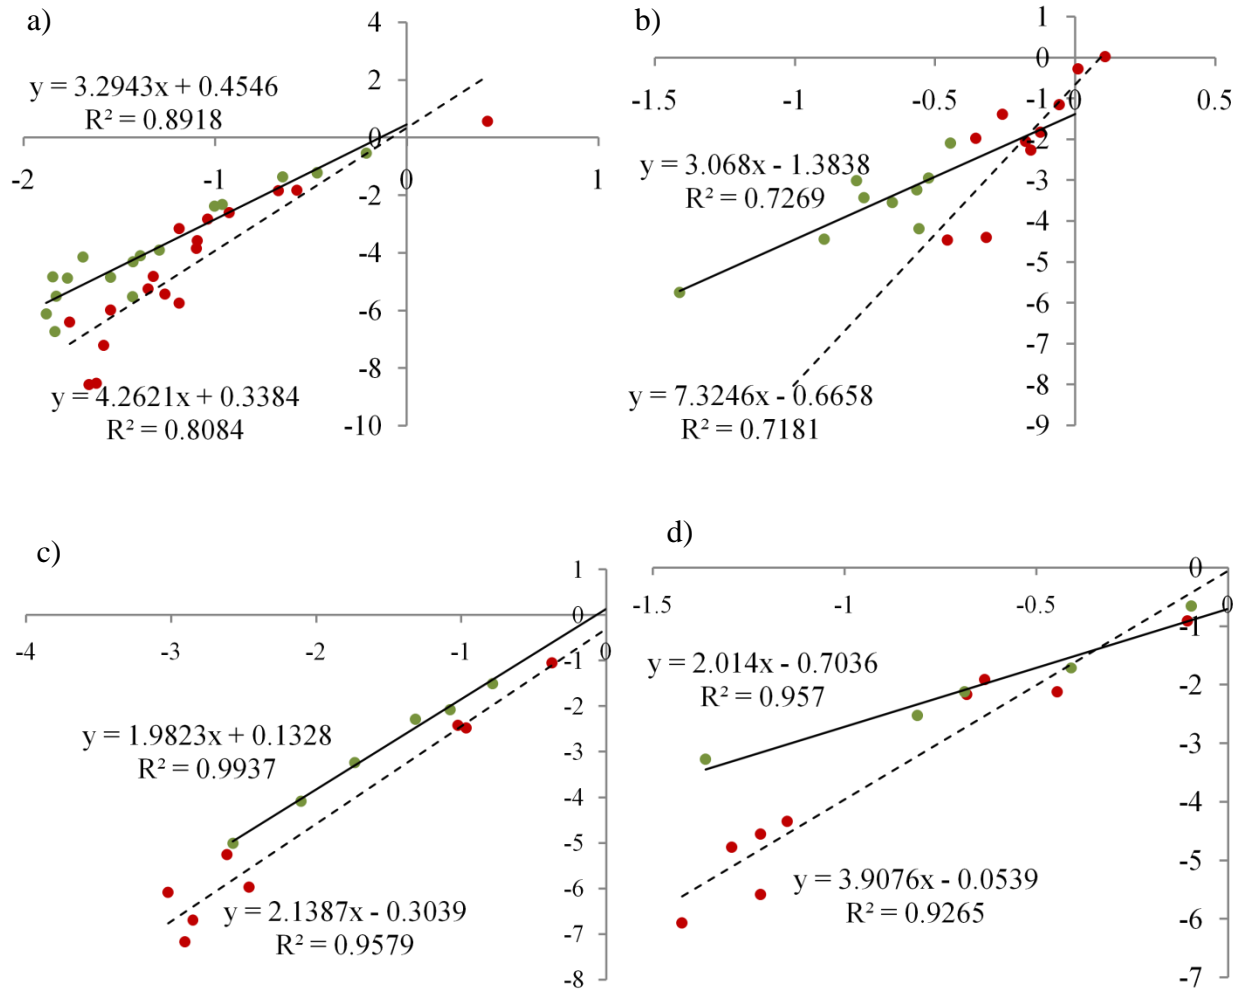 a)
4
2
0
-2
-4
-6
-8
-10
-2
-1
0
1
y = 3.2943x + 0.4546
R² = 0.8918
y = 4.2621x + 0.3384
R² = 0.8084
b)
1
0
-1
-2
-3
-4
-5
-6
-7
-8
-9
-1.5
-1
-0.5
0
0.5
y = 3.068x - 1.3838
R² = 0.7269
y = 7.3246x - 0.6658
R² = 0.7181
c)
1
0
-1
-2
-3
-4
-5
-6
-7
-8
-4
-3
-2
-1
0
y = 1.9823x + 0.1328
R² = 0.9937
y = 2.1387x - 0.3039
R² = 0.9579
d)
0
-1
-2
-3
-4
-5
-6
-7
-1.5
-1
-0.5
0
y = 2.014x - 0.7036
R² = 0.957
y = 3.9076x - 0.0539
R² = 0.9265